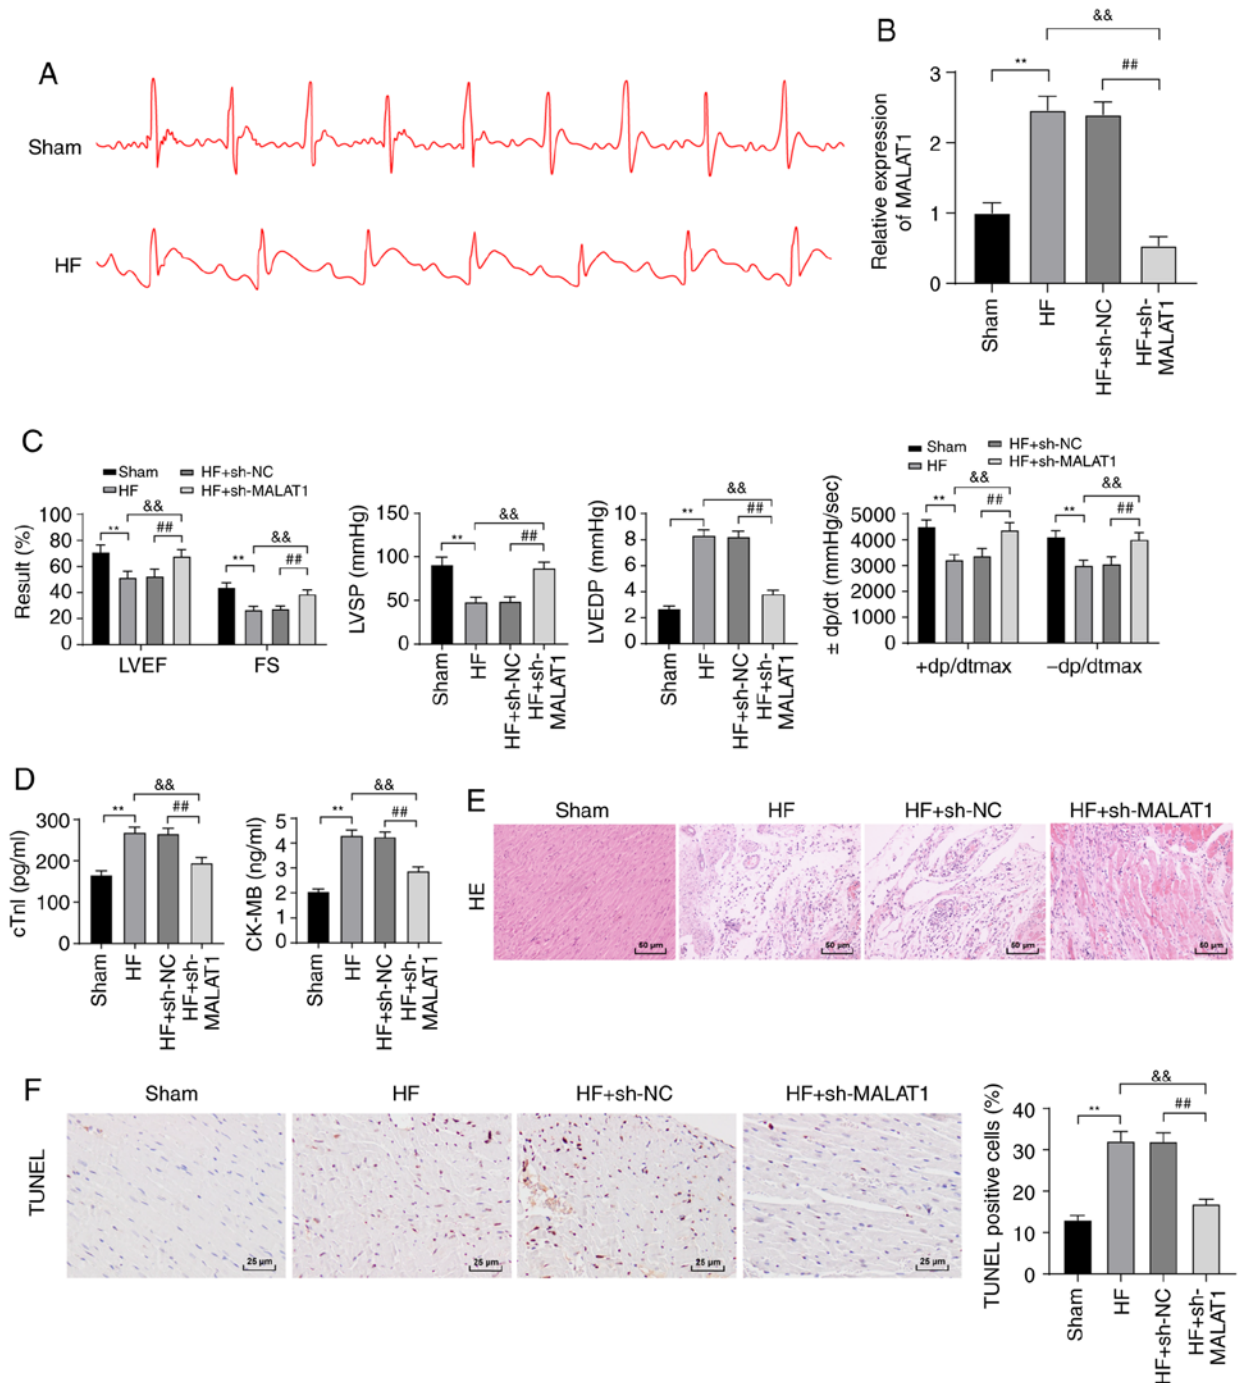 A
Sham
HF
B
&&
**
##
3
2
1
0
Relative expression
of MALAT1
Sham
HF
HF+sh-NC
HF+sh-
MALAT1
C
Sham
HF
HF+sh-NC
HF+sh-MALAT1
Result (%)
100
80
60
40
20
0
**
&&
##
**
&&
##
LVEF
FS
LVSP (mmHg)
150
100
50
0
**
&&
##
Sham
HF
HF+sh-NC
HF+sh-
MALAT1
LVEDP (mmHg)
10
8
6
4
2
0
**
&&
##
Sham
HF
HF+sh-NC
HF+sh-
MALAT1
Sham
HF
HF+sh-NC
HF+sh-MALAT1
± dp/dt (mmHg/sec)
5000
4000
3000
2000
1000
0
**
&&
##
**
&&
##
+dp/dtmax
−dp/dtmax
D
cTnI (pg/ml)
300
200
100
0
**
&&
##
Sham
HF
HF+sh-NC
HF+sh-
MALAT1
CK-MB (ng/ml)
5
4
3
2
1
0
**
&&
##
Sham
HF
HF+sh-NC
HF+sh-
MALAT1
E
Sham
HF
HF+sh-NC
HF+sh-MALAT1
HE
50 µm
50 µm
50 µm
50 µm
F
Sham
HF
HF+sh-NC
HF+sh-MALAT1
TUNEL
25 µm
25 µm
25 µm
25 µm
TUNEL positive cells (%)
40
30
20
10
0
**
&&
##
Sham
HF
HF+sh-NC
HF+sh-
MALAT1